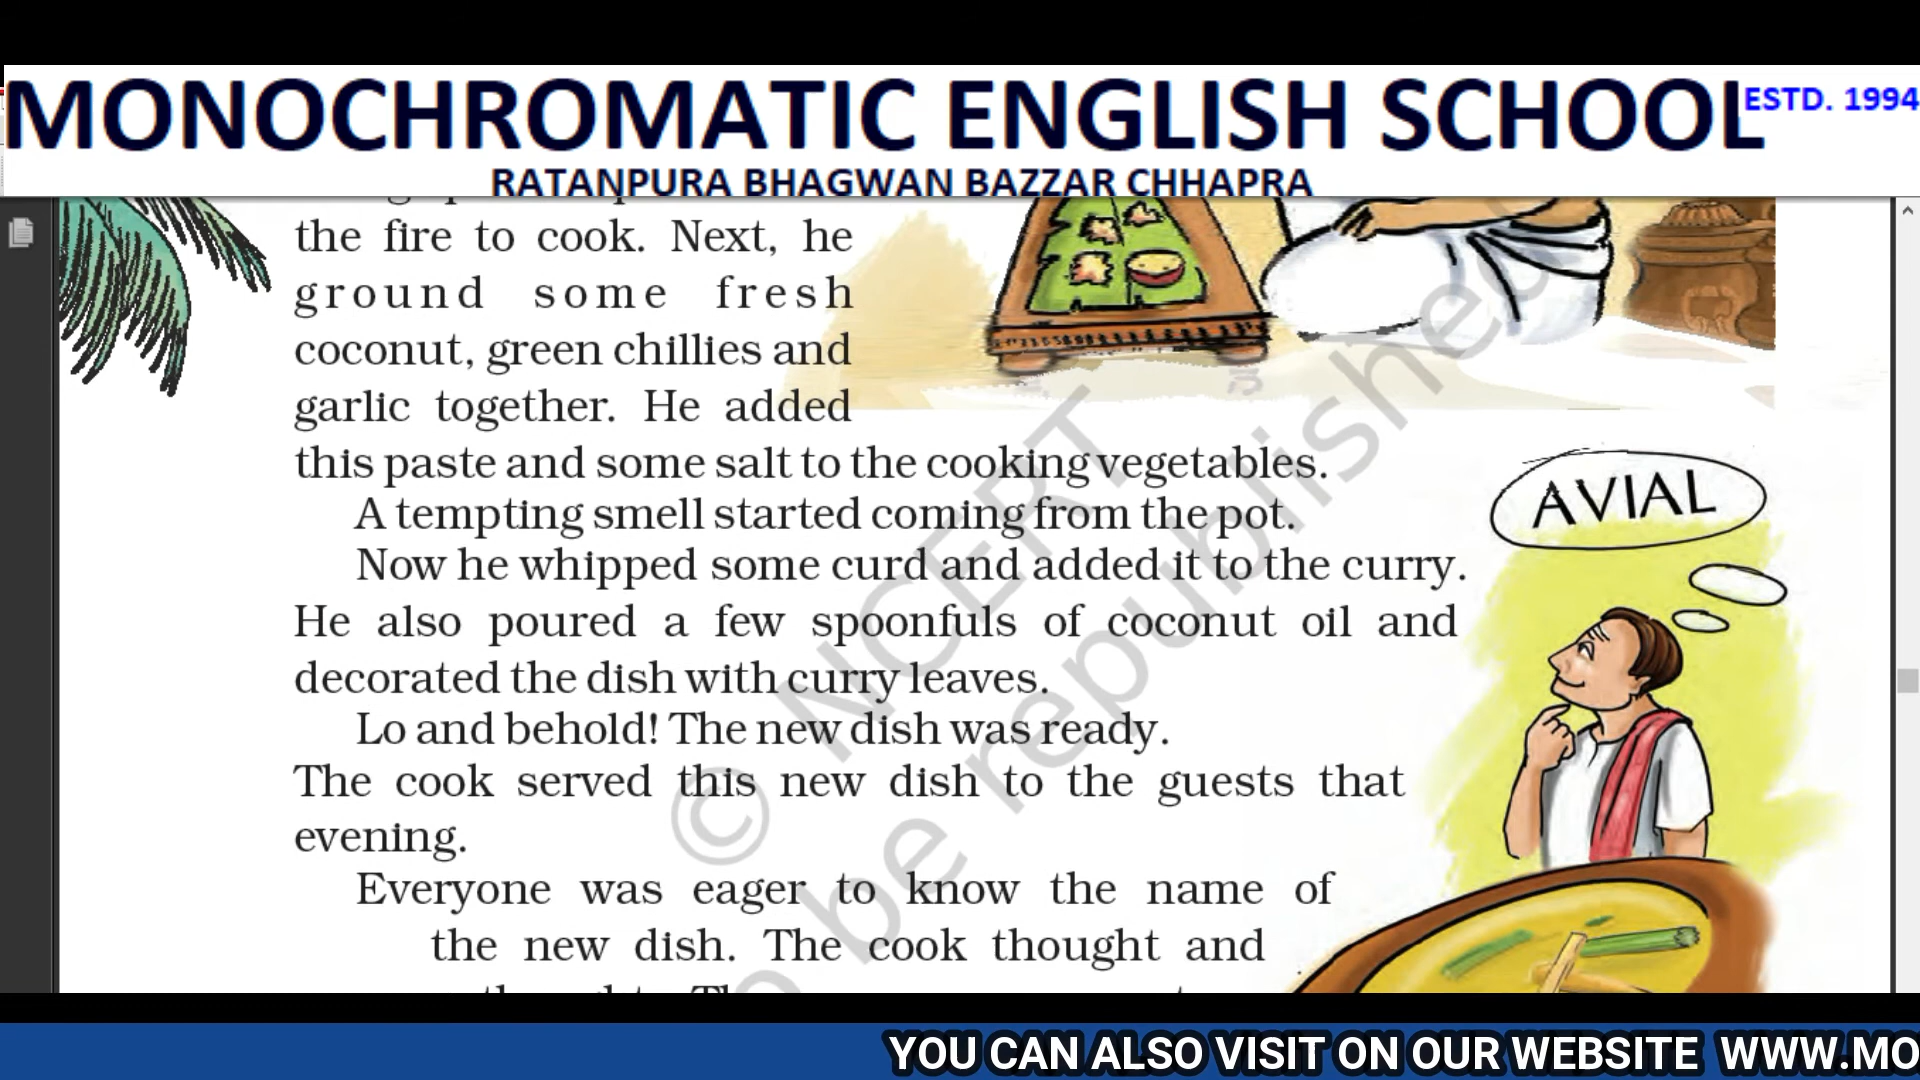 MONOCHROMATIC ENGLISH SCHOOL
ESTD. 1994
RATANPURA BHAGWAN BAZZAR CHHAPRA
the fire to cook. Next, he
ground some fresh
coconut, green chillies and
garlic together. He added
this paste and some salt to the cooking vegetables.
A tempting smell started coming from the pot.
Now he whipped some curd and added it to the curry.
He also poured a few spoonfuls of coconut oil and
decorated the dish with curry leaves.
Lo and behold! The new dish was ready.
The cook served this new dish to the guests that
evening.
Everyone was eager to know the name of
the new dish. The cook thought and
AVIAL
© NCERT
be republished
YOU CAN ALSO VISIT ON OUR WEBSITE WWW.MO